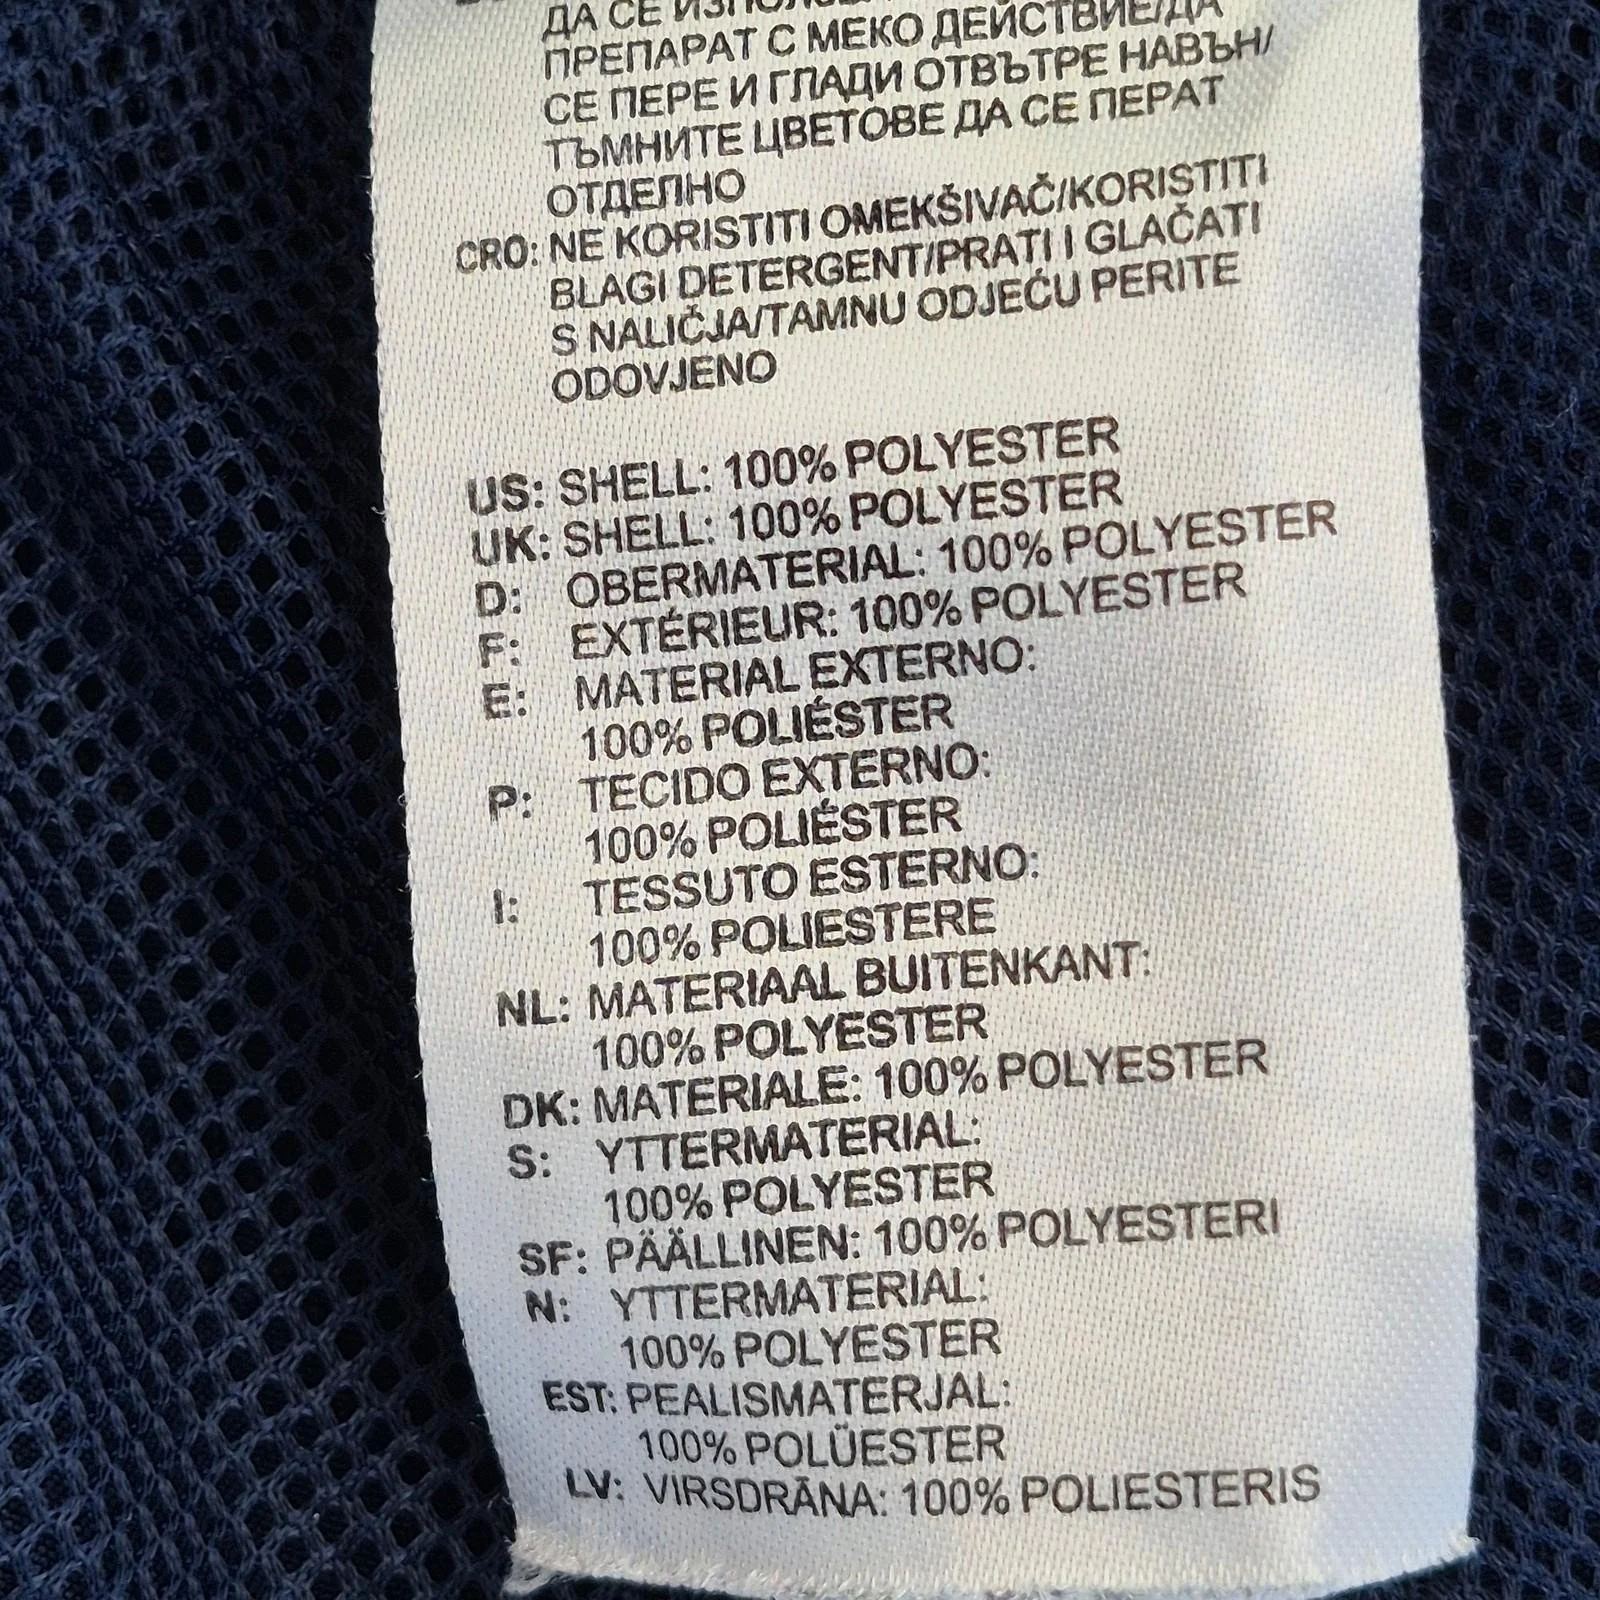 ДА СЕ
ПРЕПАРАТ С МЕКО ДЕЙСТВИЕ/ДА
СЕ ПЕРЕ И ГЛАДИ ОТВЪТРЕ НАВЪН/
ТЪМНИТЕ ЦВЕТОВЕ ДА СЕ ПЕРАТ
ОТДЕЛНО
CRO: NE KORISTITI OMEKŠIVAČ/KORISTITI
BLAGI DETERGENT/PRATI I GLAČATI
S NALIČJA/TAMNU ODJEĆU PERITE
ODOVJENO
US: SHELL: 100% POLYESTER
UK: SHELL: 100% POLYESTER
D: OBERMATERIAL: 100% POLYESTER
F: EXTÉRIEUR: 100% POLYESTER
E: MATERIAL EXTERNO:
100% POLIÉSTER
P: TECIDO EXTERNO:
100% POLIÉSTER
I: TESSUTO ESTERNO:
100% POLIESTERE
NL: MATERIAAL BUITENKANT:
100% POLYESTER
DK: MATERIALE: 100% POLYESTER
S: YTTERMATERIAL:
100% POLYESTER
SF: PÄÄLLINEN: 100% POLYESTERI
N: YTTERMATERIAL:
100% POLYESTER
EST: PEALISMATERJAL:
100% POLÜESTER
LV: VIRSDRĀNA: 100% POLIESTERIS